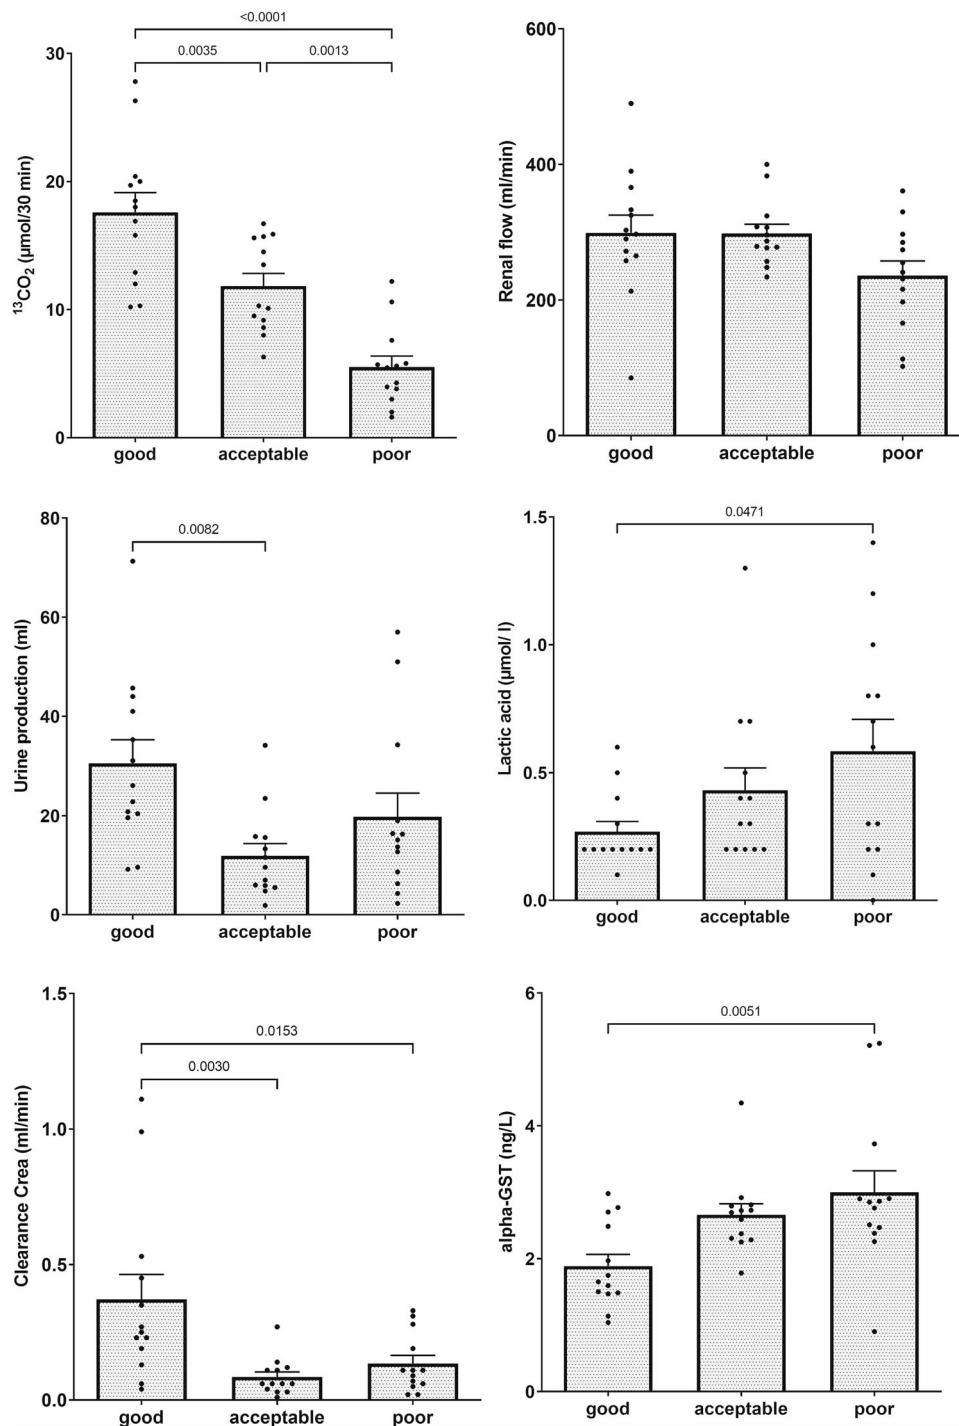 <0.0001
0.0035
0.0013
30
20
10
0
¹³CO₂ (µmol/30 min)
good acceptable poor
600
400
200
0
Renal flow (ml/min)
good acceptable poor
0.0082
80
60
40
20
0
Urine production (ml)
good acceptable poor
0.0471
1.5
1.0
0.5
0.0
Lactic acid (µmol/ l)
good acceptable poor
0.0153
0.0030
1.5
1.0
0.5
0.0
Clearance Crea (ml/min)
good acceptable poor
0.0051
6
4
2
0
alpha-GST (ng/L)
good acceptable poor